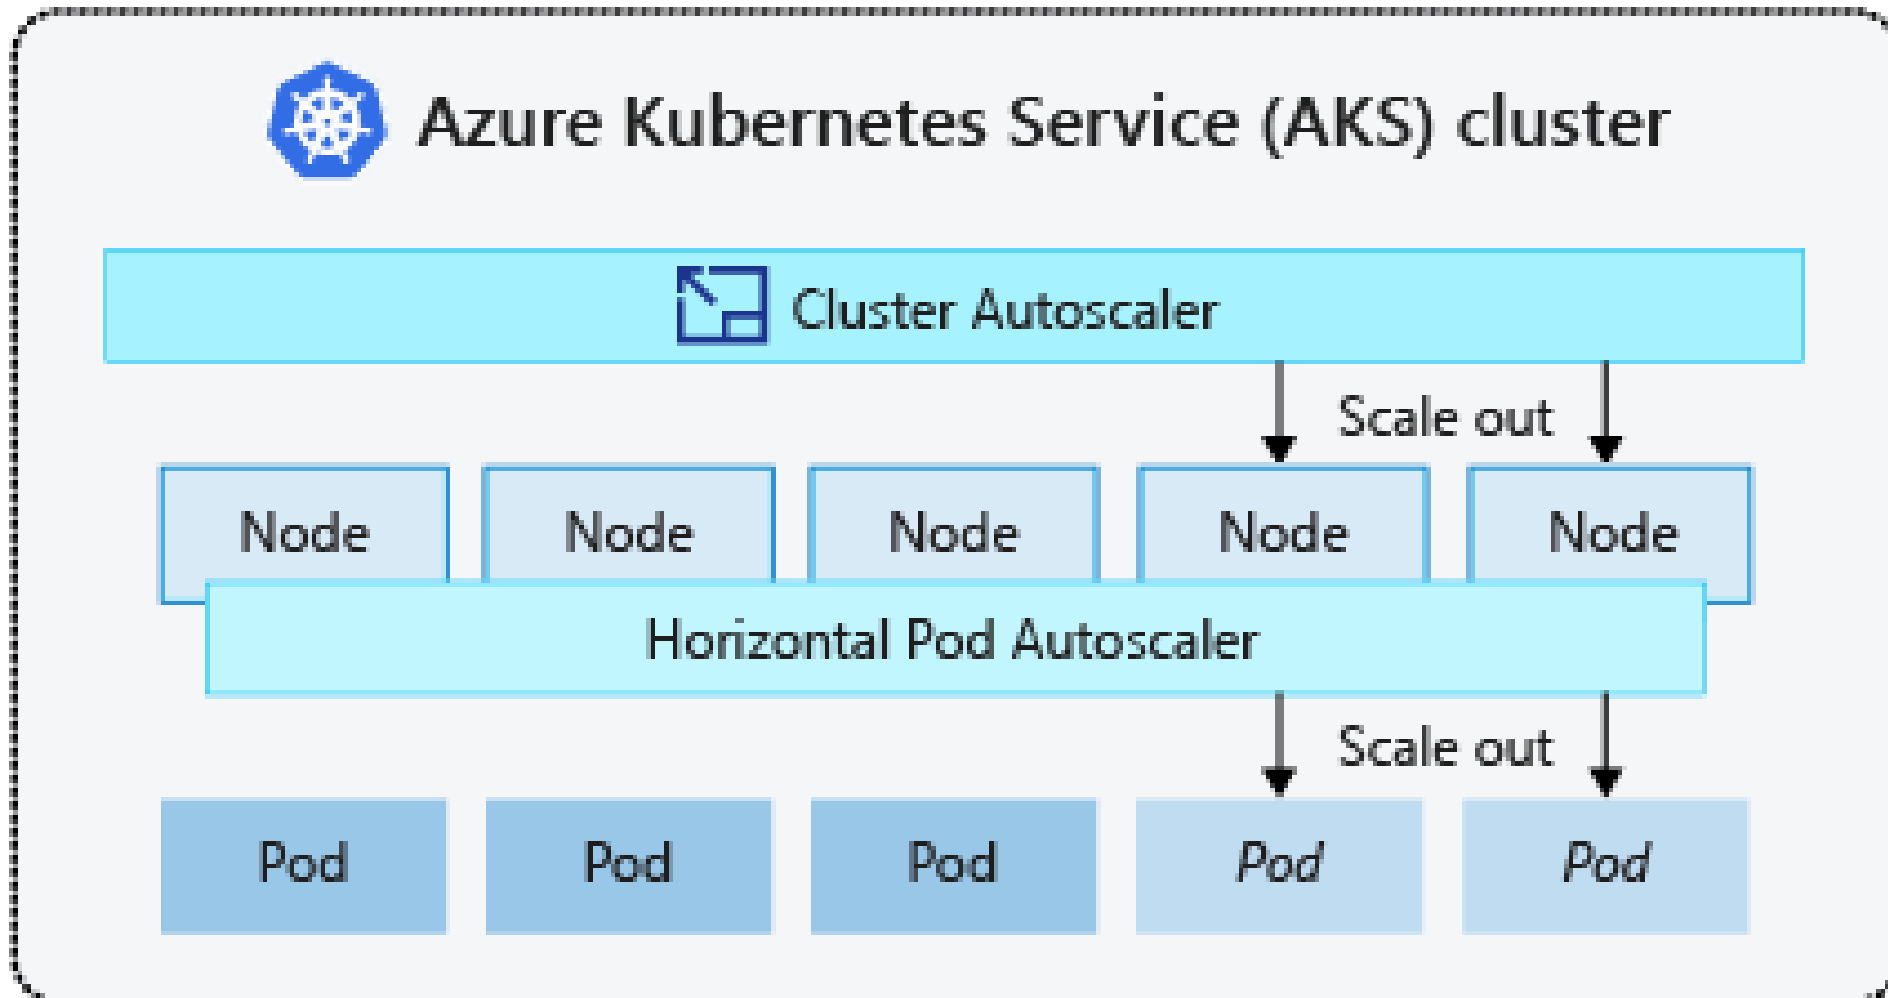 Azure Kubernetes Service (AKS) cluster
Cluster Autoscaler
Scale out
Node Node Node Node Node
Horizontal Pod Autoscaler
Scale out
Pod Pod Pod Pod Pod